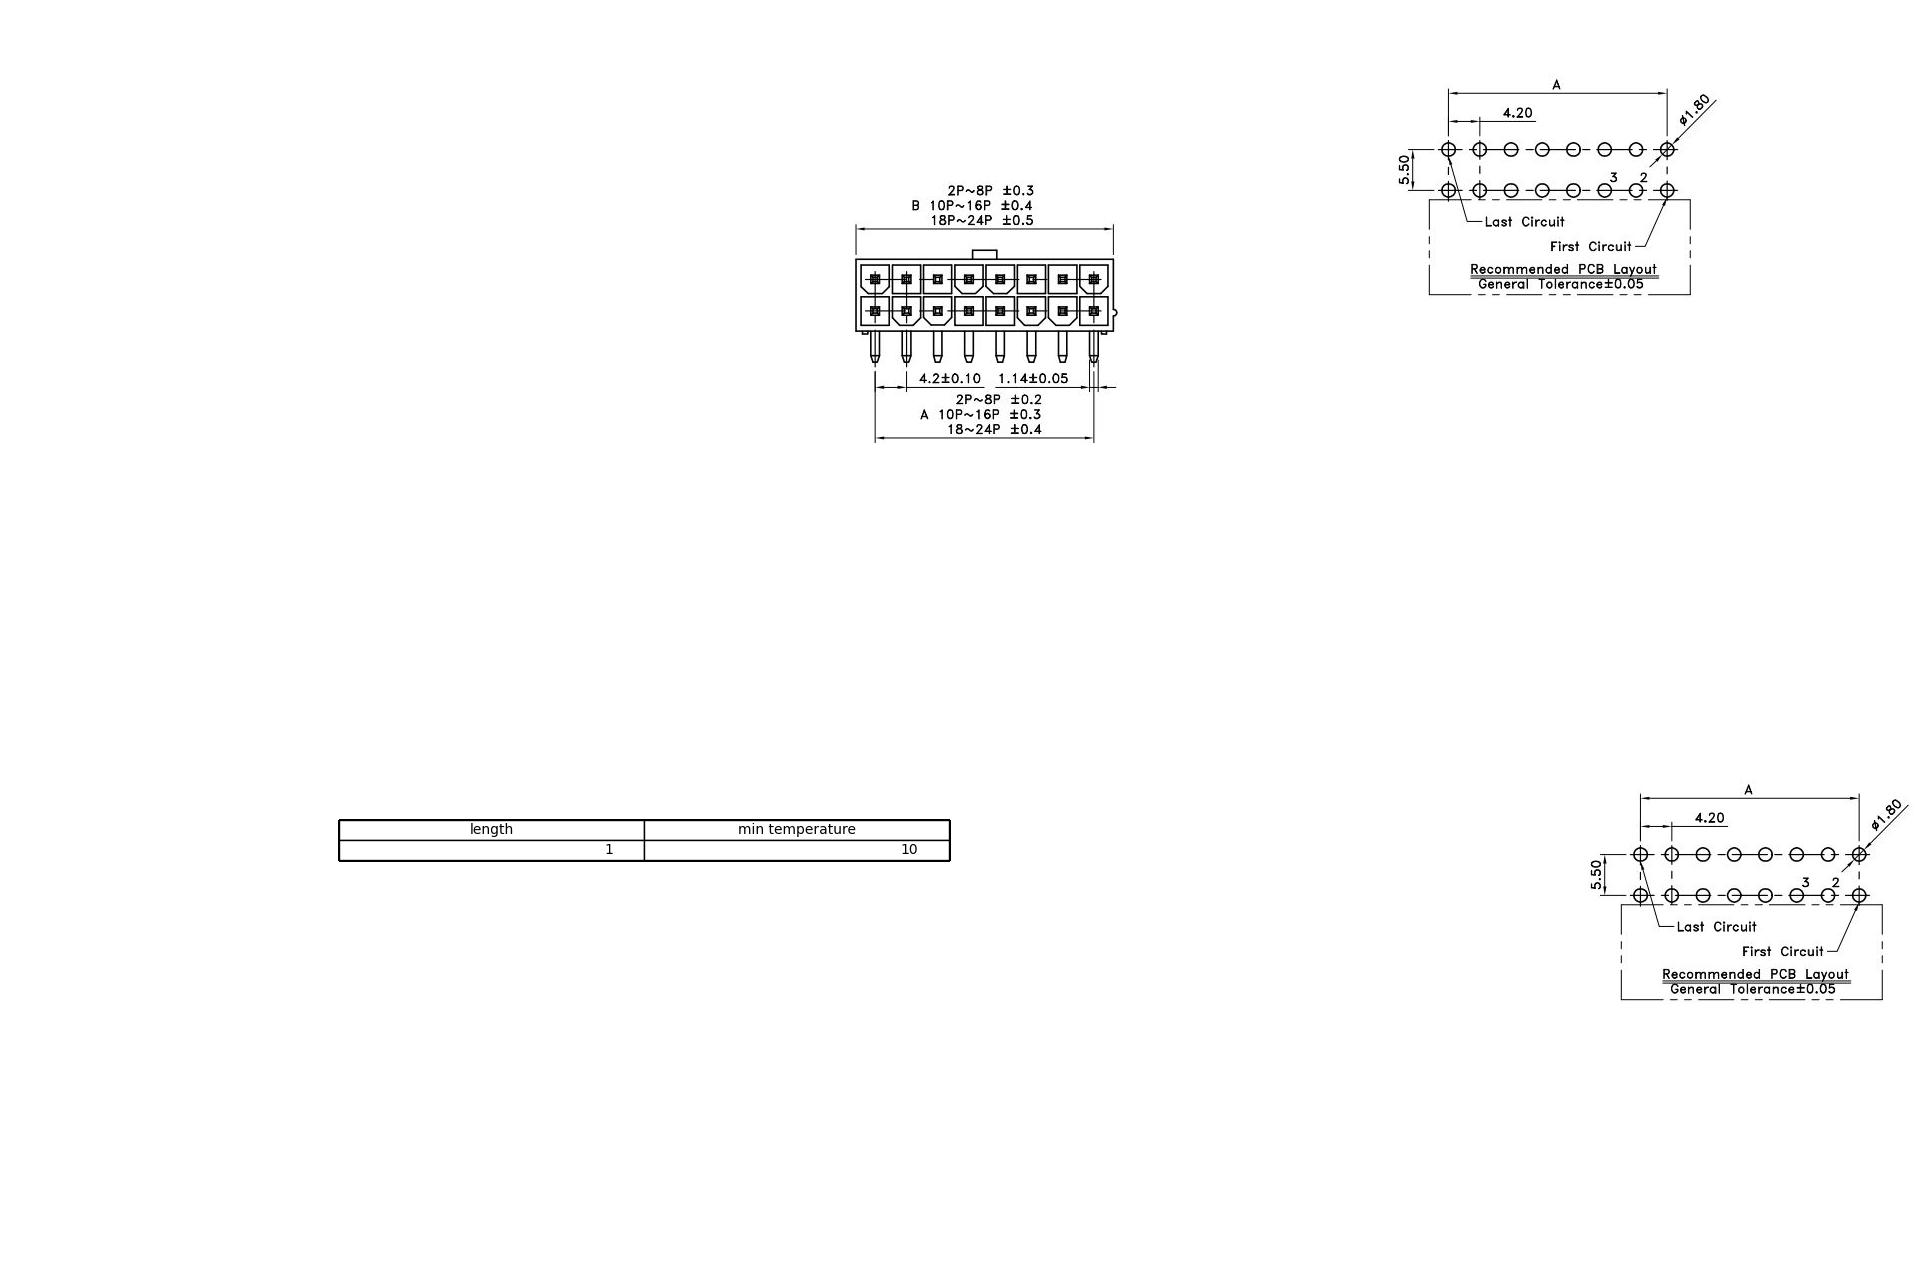 A
4.20
ø1.80
5.50
3 2
Last Circuit
First Circuit
Recommended PCB Layout
General Tolerance±0.05
2P~8P ±0.3
B 10P~16P ±0.4
18P~24P ±0.5
4.2±0.10 1.14±0.05
2P~8P ±0.2
A 10P~16P ±0.3
18~24P ±0.4
length min temperature
1 10
A
4.20
ø1.80
5.50
3 2
Last Circuit
First Circuit
Recommended PCB Layout
General Tolerance±0.05